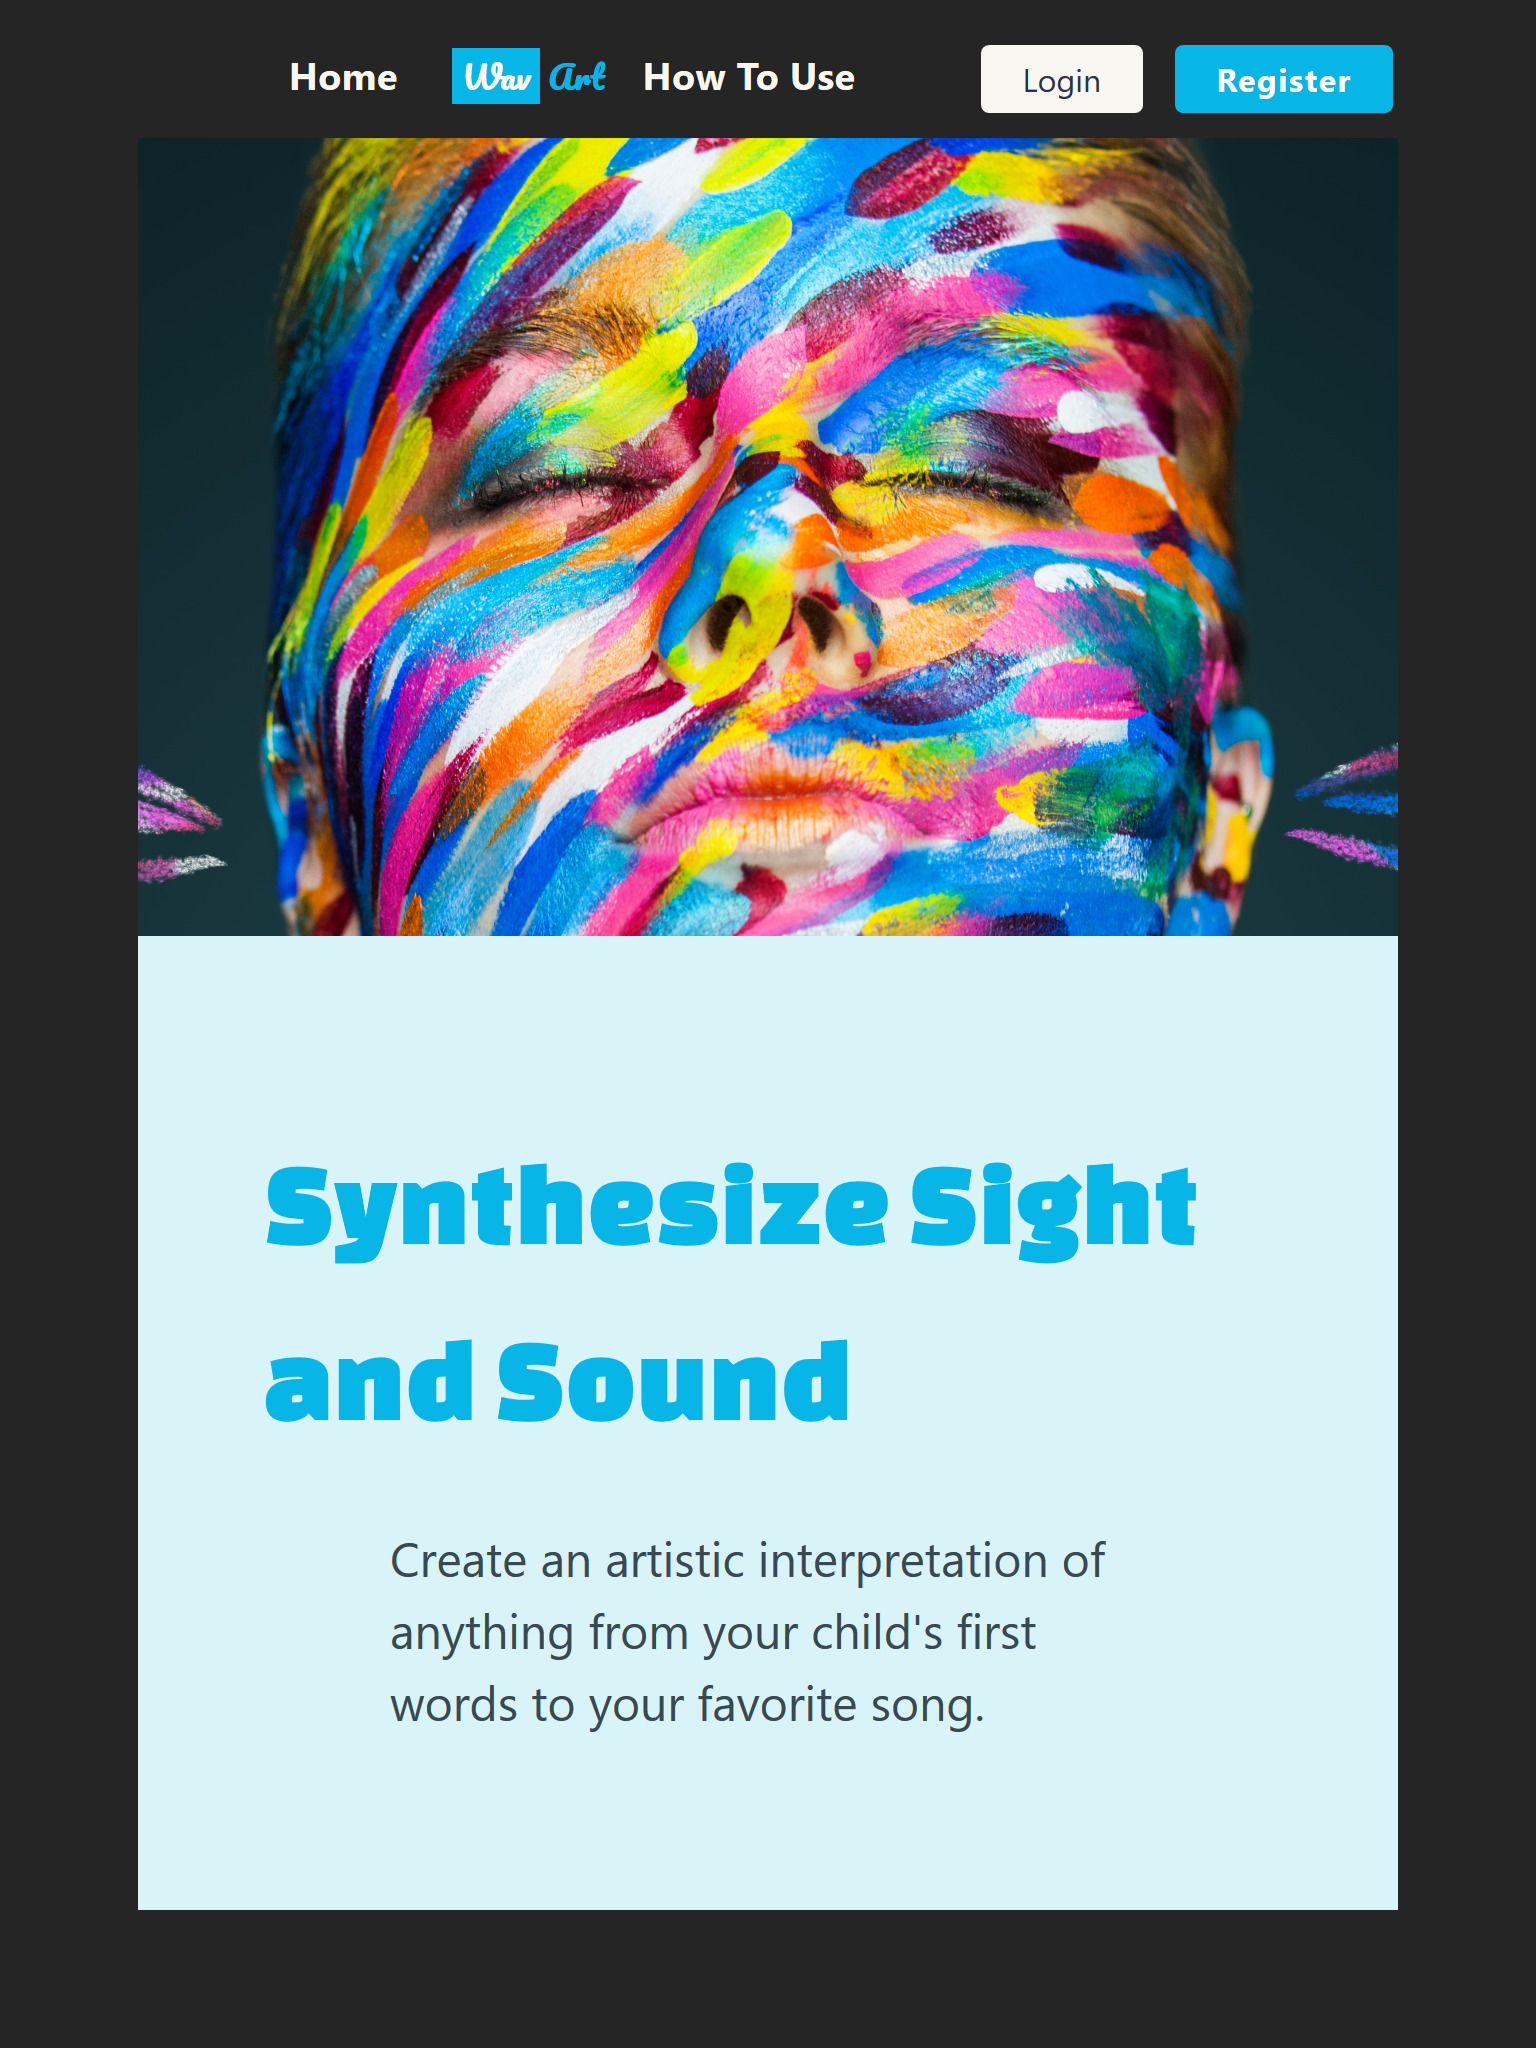 Home Wav Art How To Use Login Register
Synthesize Sight
and Sound
Create an artistic interpretation of
anything from your child's first
words to your favorite song.